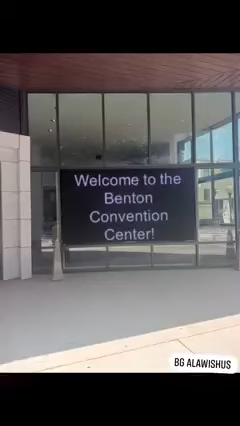 Welcome to the
Benton
Convention
Center!
BG ALAWISHUS